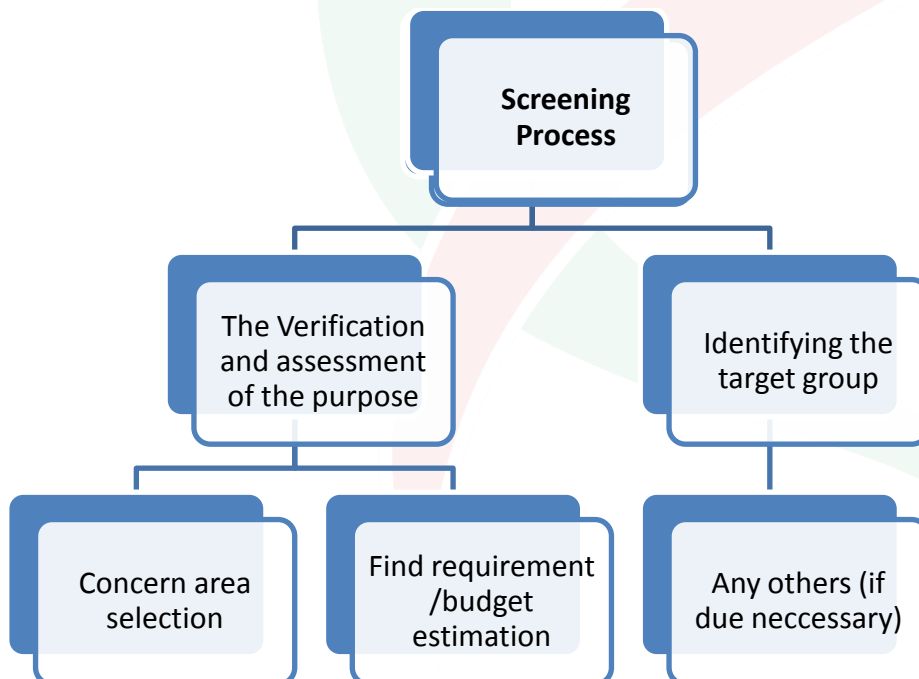 Screening
Process
The Verification
and assessment
of the purpose
Identifying the
target group
Concern area
selection
Find requirement
/budget
estimation
Any others (if
due neccessary)